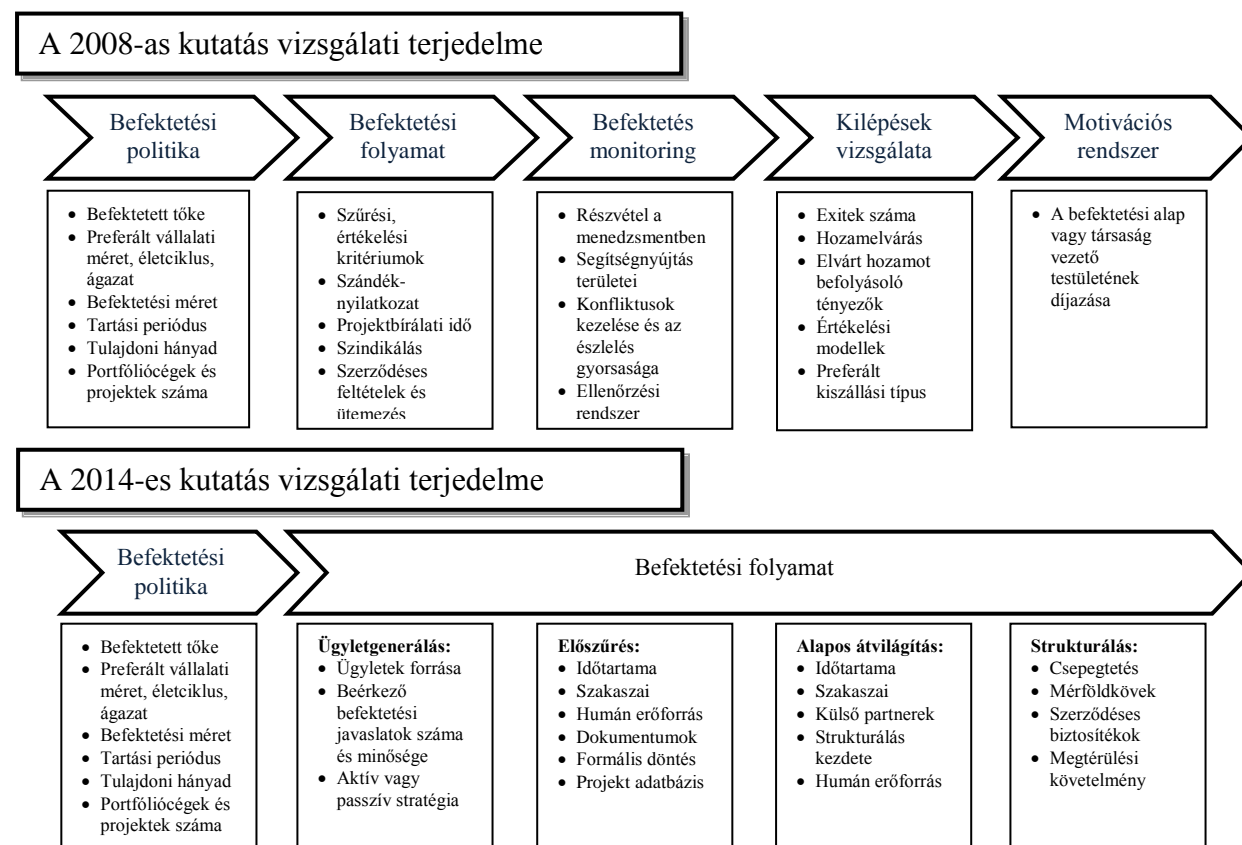 A 2008-as kutatás vizsgálati terjedelme
Befektetési
politika
Befektetési
folyamat
Befektetés
monitoring
Kilépések
vizsgálata
Motivációs
rendszer
• Befektetett tőke
• Preferált vállalati
méret, életciklus,
ágazat
• Befektetési méret
• Tartási periódus
• Tulajdoni hányad
• Portfóliócégek és
projektek száma
• Szűrési,
értékelési
kritériumok
• Szándék-
nyilatkozat
• Projektbírálati idő
• Szindikálás
• Szerződéses
feltételek és
ütemezés
• Részvétel a
menedzsmentben
• Segítségnyújtás
területei
• Konfliktusok
kezelése és az
észlelés
gyorsasága
• Ellenőrzési
rendszer
• Exitek száma
• Hozamelvárás
• Elvárt hozamot
befolyásoló
tényezők
• Értékelési
modellek
• Preferált
kiszállási típus
• A befektetési alap
vagy társaság
vezető
testületének
díjazása
A 2014-es kutatás vizsgálati terjedelme
Befektetési
politika
Befektetési folyamat
• Befektetett tőke
• Preferált vállalati
méret, életciklus,
ágazat
• Befektetési méret
• Tartási periódus
• Tulajdoni hányad
• Portfóliócégek és
projektek száma
Ügyletgenerálás:
• Ügyletek forrása
• Beérkező
befektetési
javaslatok száma
és minősége
• Aktív vagy
passzív stratégia
Előszűrés:
• Időtartama
• Szakaszai
• Humán erőforrás
• Dokumentumok
• Formális döntés
• Projekt adatbázis
Alapos átvilágítás:
• Időtartama
• Szakaszai
• Külső partnerek
• Strukturálás
kezdete
• Humán erőforrás
Strukturálás:
• Csepegtetés
• Mérföldkövek
• Szerződéses
biztosítékok
• Megtérülési
követelmény